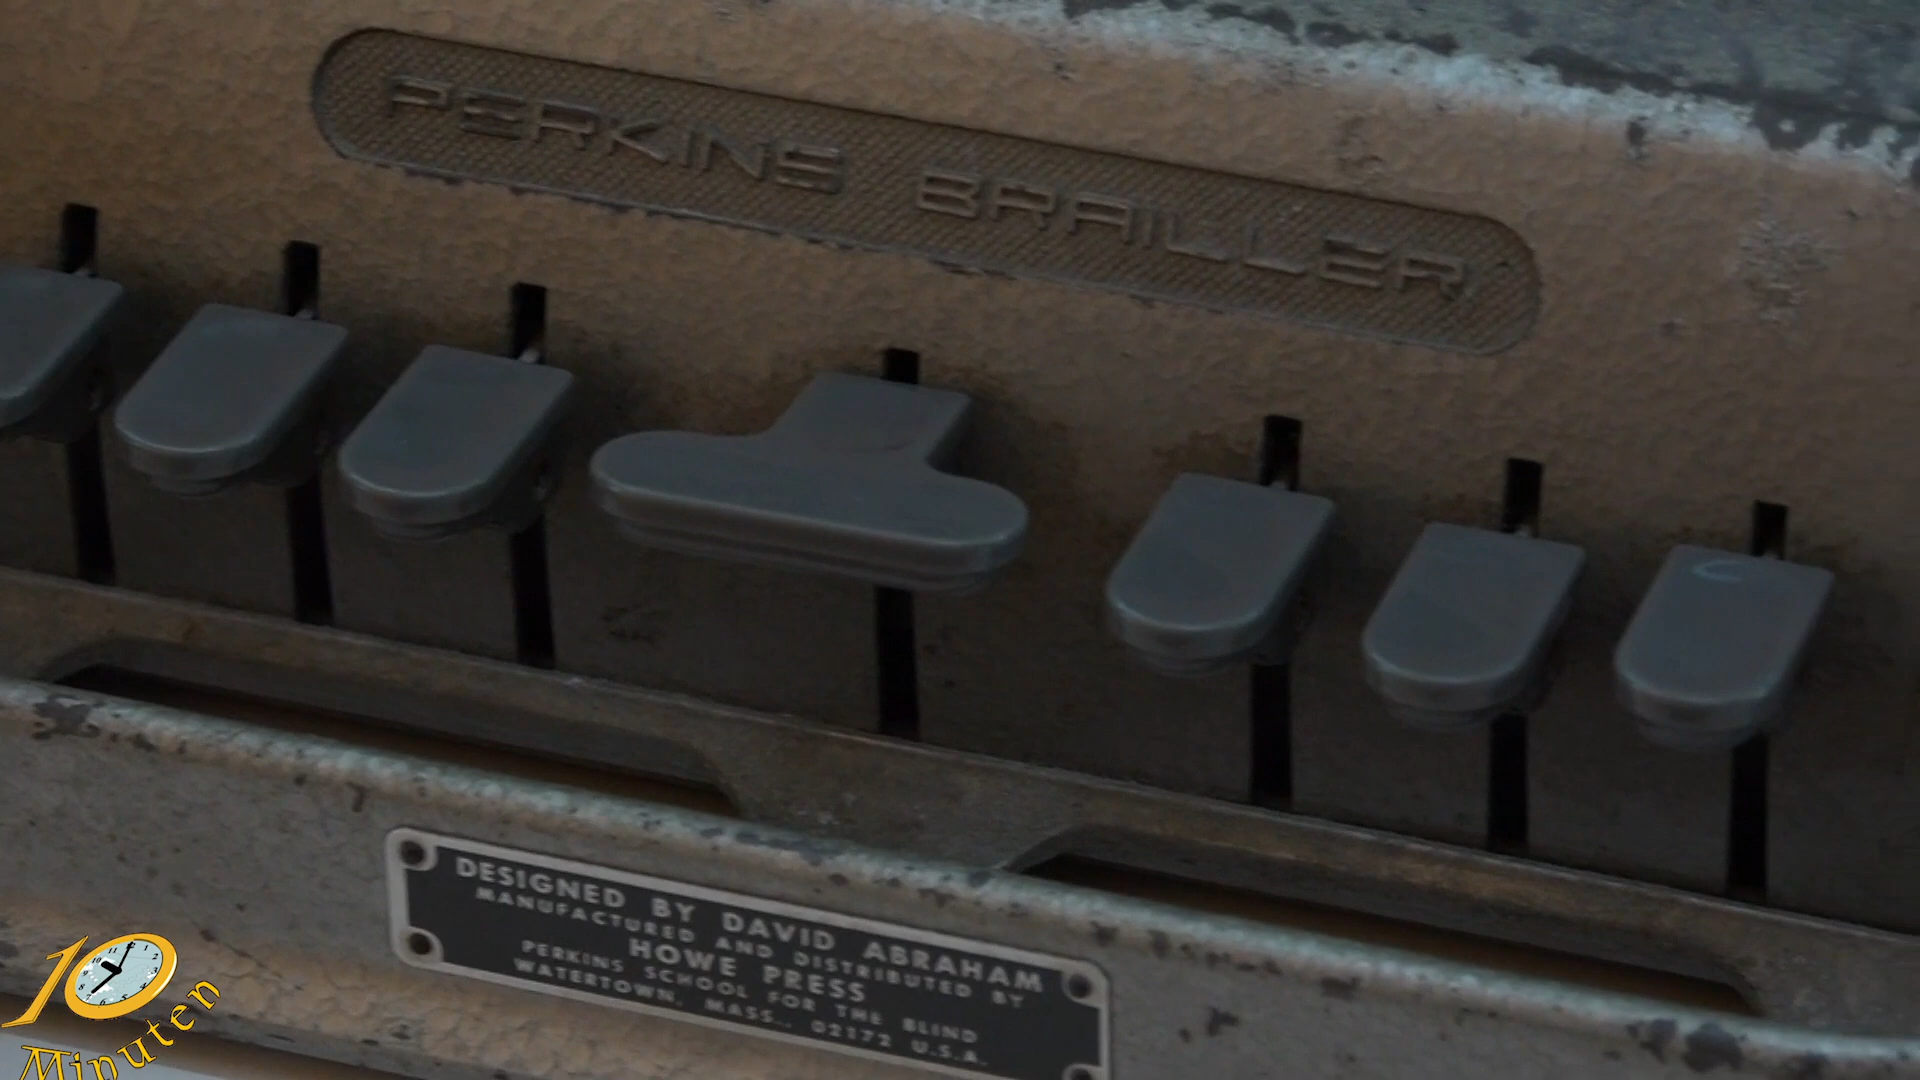 PERKINS BRAILLER
DESIGNED BY DAVID ABRAHAM
MANUFACTURED AND DISTRIBUTED BY
HOWE PRESS
PERKINS SCHOOL FOR THE BLIND
WATERTOWN, MASS., 02172 U.S.A.
10
Minuten